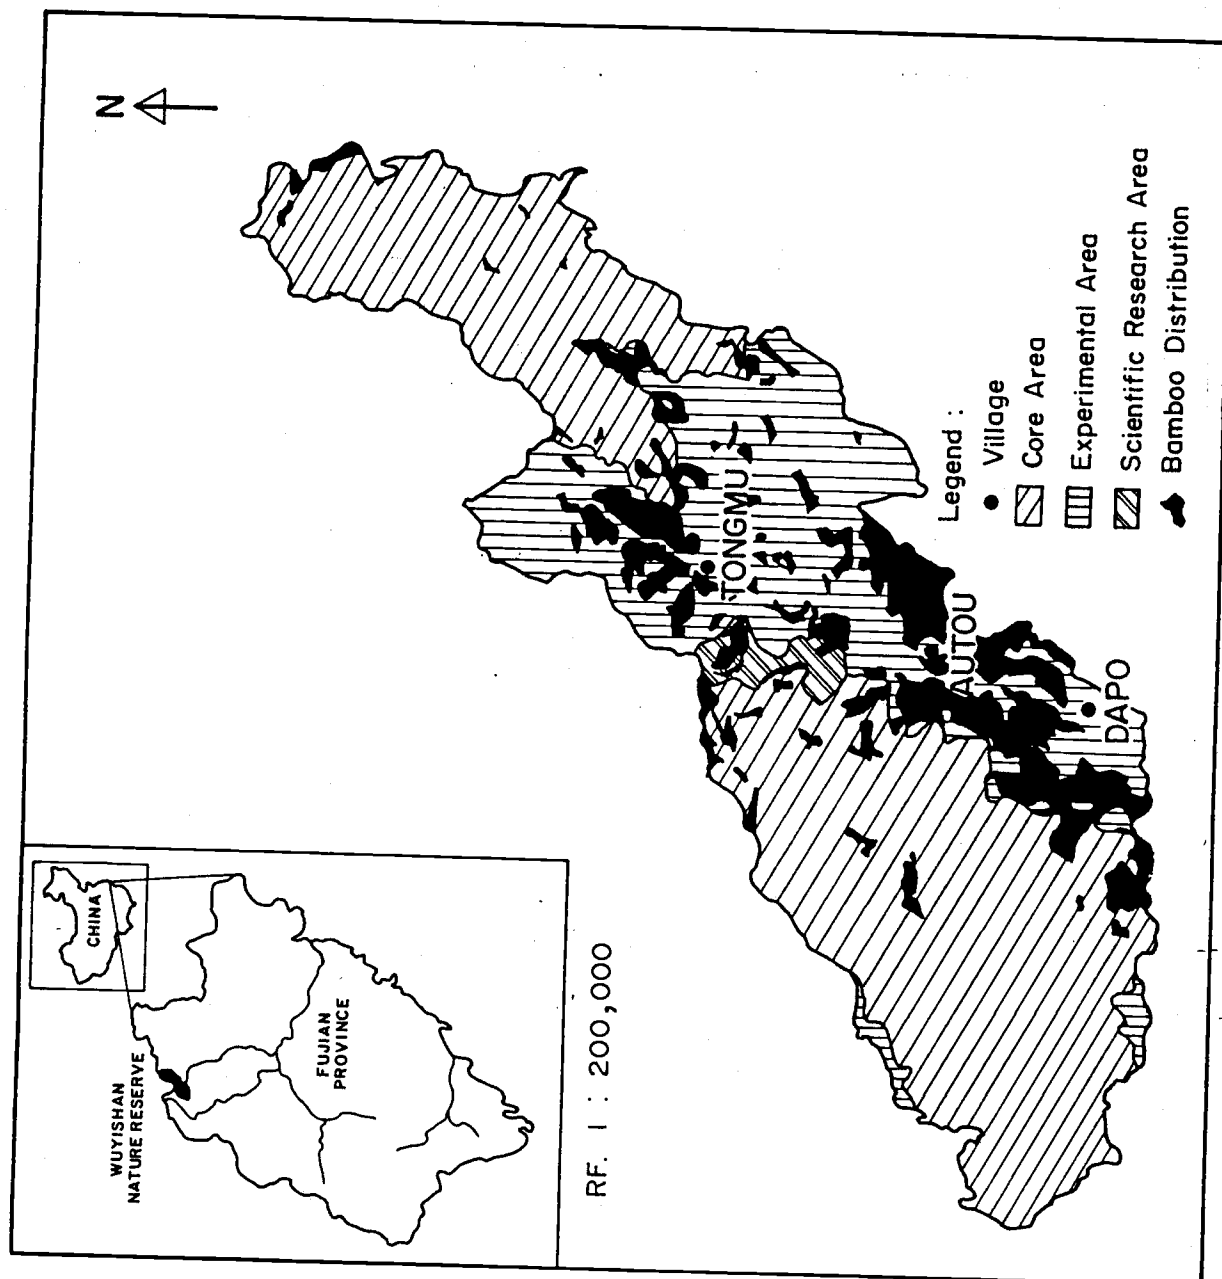 N
CHINA
WUYISHAN
NATURE RESERVE
FUJIAN
PROVINCE
RF. 1 : 200,000
TONGMU
AUTOU
DAPO
Legend :
Village
Core Area
Experimental Area
Scientific Research Area
Bamboo Distribution